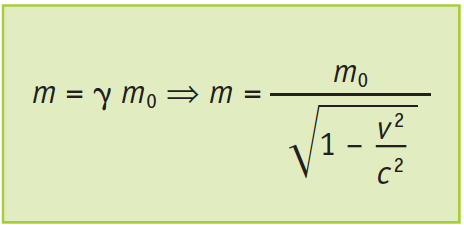 m = γ m₀ ⟹ m = m₀ / √(1 − v²/c²)